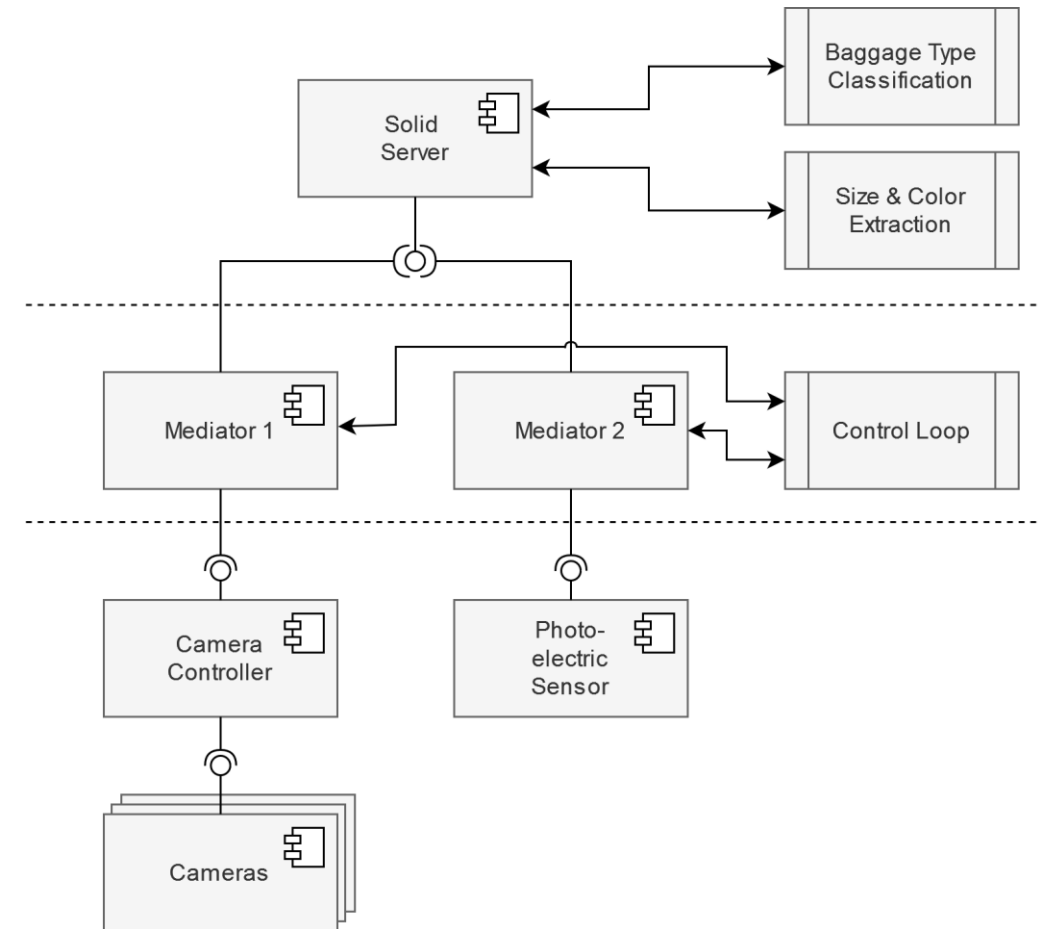 Baggage Type
Classification
Solid
Server
Size & Color
Extraction
Mediator 1
Mediator 2
Control Loop
Camera
Controller
Photo-
electric
Sensor
Cameras